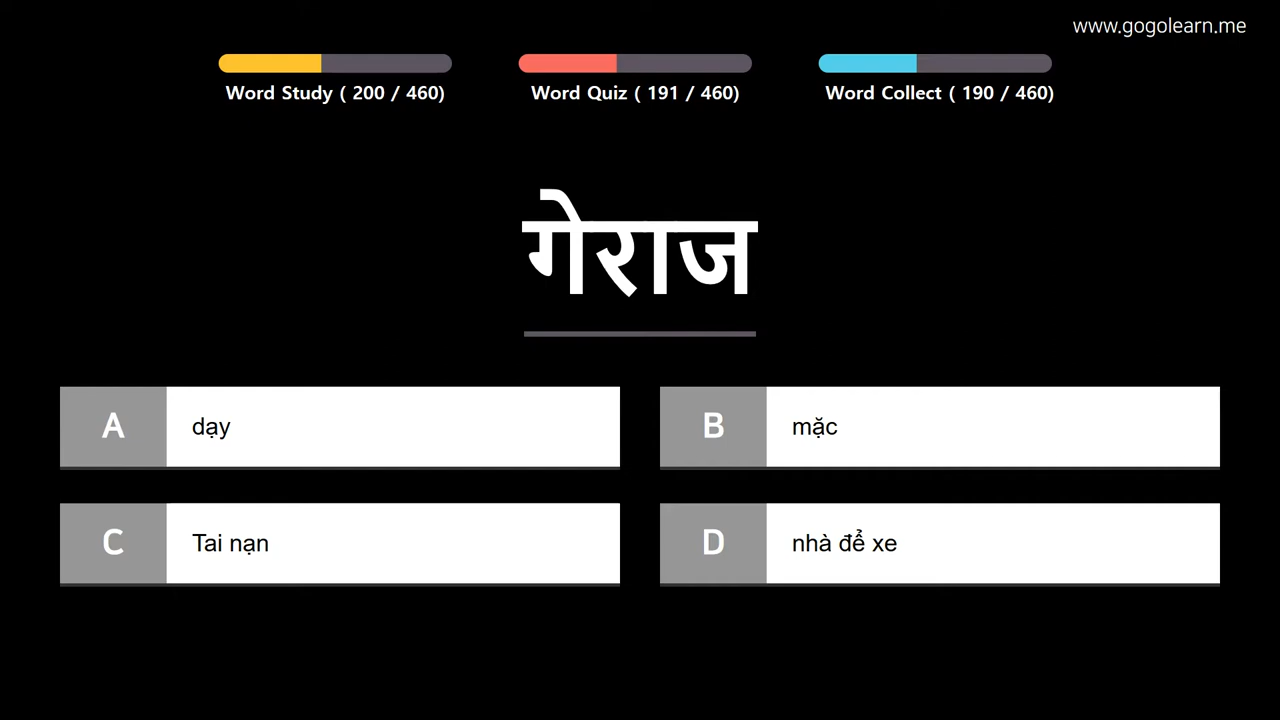 www.gogolearn.me
Word Study ( 200 / 460)
Word Quiz ( 191 / 460)
Word Collect ( 190 / 460)
गेराज
A dạy
B mặc
C Tai nạn
D nhà để xe